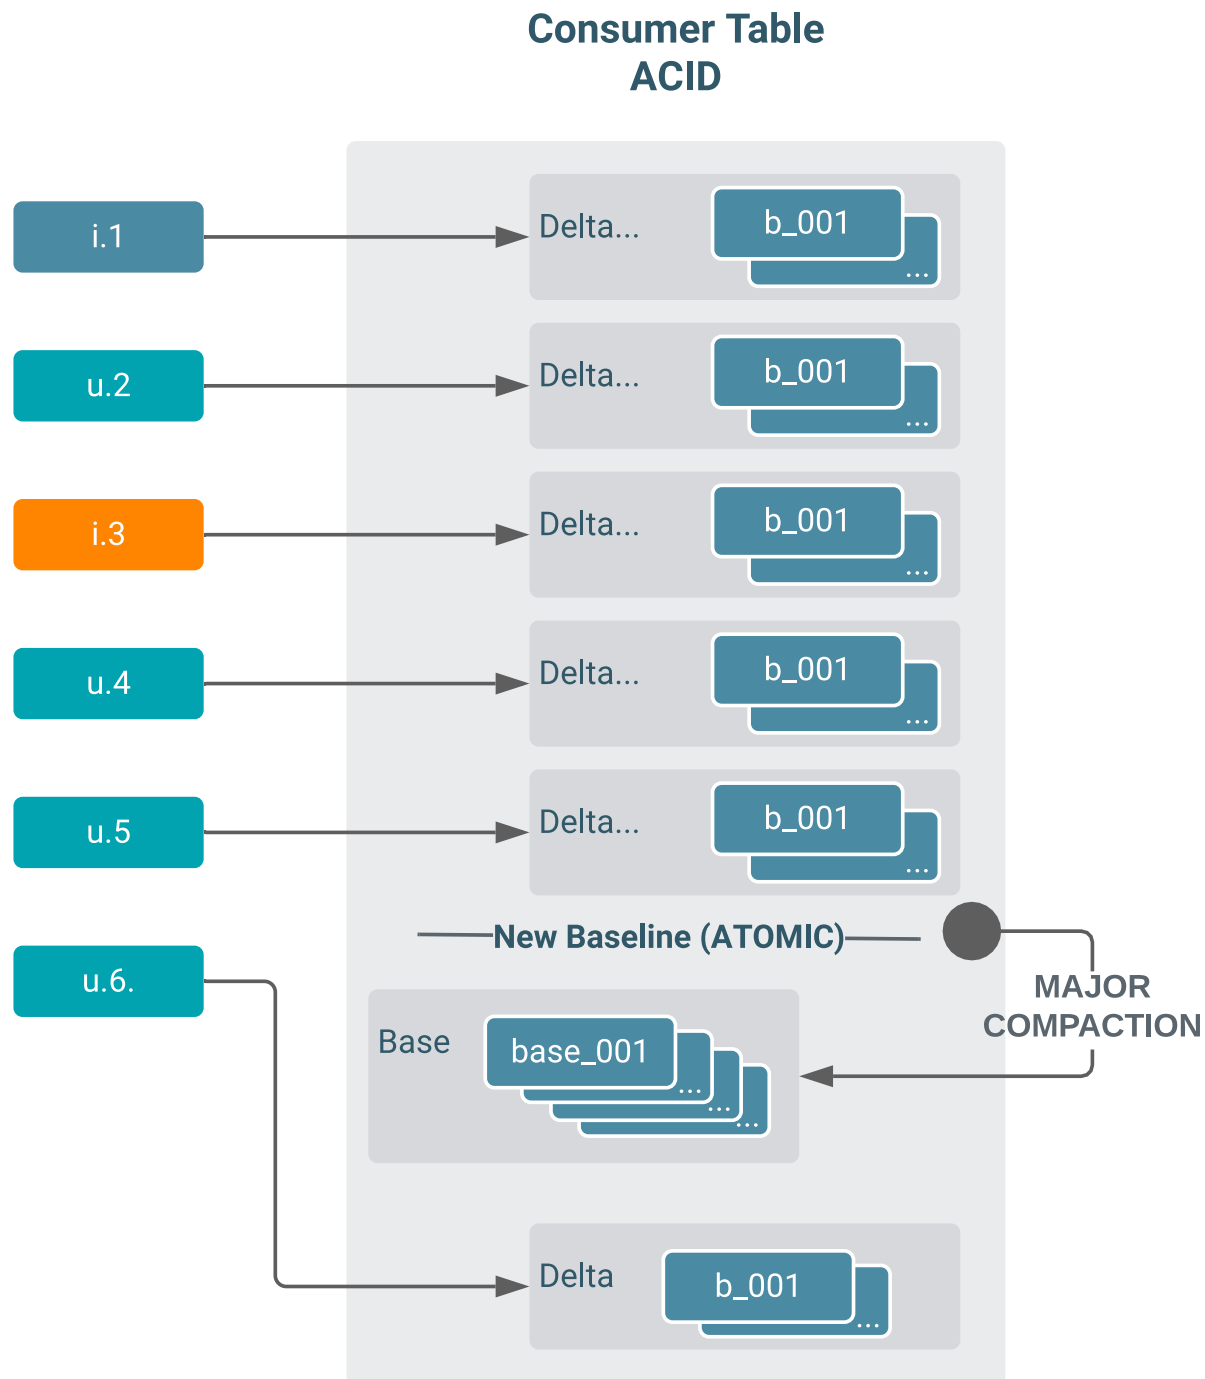 Consumer Table
ACID
i.1
Delta...
b_001
...
u.2
Delta...
b_001
...
i.3
Delta...
b_001
...
u.4
Delta...
b_001
...
u.5
Delta...
b_001
...
New Baseline (ATOMIC)
u.6.
MAJOR
COMPACTION
Base
base_001
...
...
...
Delta
b_001
...